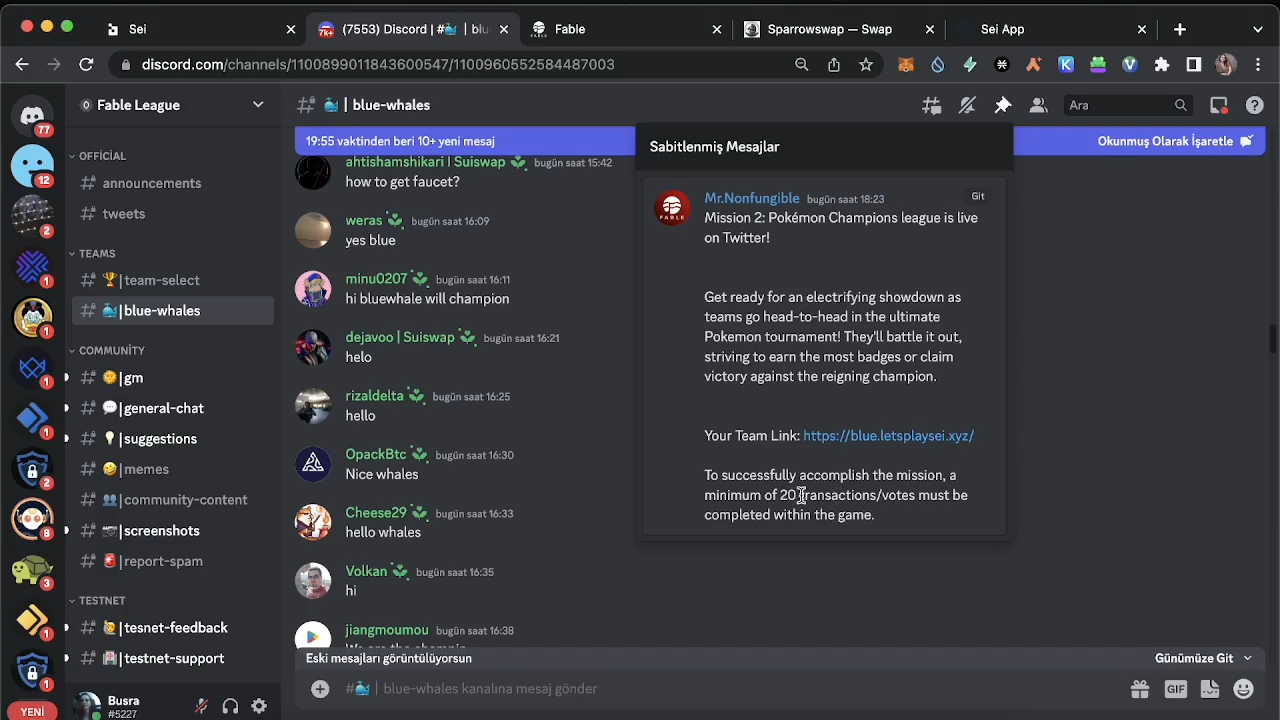 Sei
(7553) Discord | #🐳 | blu
Fable
Sparrowswap — Swap
Sei App
discord.com/channels/1100899011843600547/1100960552584487003
Fable League
# 🐳 | blue-whales
Ara
19:55 vaktinden beri 10+ yeni mesaj
Okunmuş Olarak İşaretle
77
12
2
1
1
1
1
2
8
3
1
1
YENİ
OFFİCİAL
announcements
tweets
TEAMS
🏆|team-select
🐳|blue-whales
COMMUNİTY
🌞|gm
💬|general-chat
💡|suggestions
🤣|memes
👥|community-content
📸|screenshots
🚨|report-spam
TESTNET
🙋|tesnet-feedback
🏥|testnet-support
Busra
#5227
ahtishamshikari | Suiswap bugün saat 15:42
how to get faucet?
weras bugün saat 16:09
yes blue
minu0207 bugün saat 16:11
hi bluewhale will champion
dejavoo | Suiswap bugün saat 16:21
helo
rizaldelta bugün saat 16:25
hello
OpackBtc bugün saat 16:30
Nice whales
Cheese29 bugün saat 16:33
hello whales
Volkan bugün saat 16:35
hi
jiangmoumou bugün saat 16:38
Eski mesajları görüntülüyorsun
Günümüze Git
#🐳 | blue-whales kanalına mesaj gönder
GIF
Sabitlenmiş Mesajlar
FABLE
Mr.Nonfungible bugün saat 18:23
Git
Mission 2: Pokémon Champions league is live
on Twitter!
Get ready for an electrifying showdown as
teams go head-to-head in the ultimate
Pokemon tournament! They'll battle it out,
striving to earn the most badges or claim
victory against the reigning champion.
Your Team Link: https://blue.letsplaysei.xyz/
To successfully accomplish the mission, a
minimum of 20 transactions/votes must be
completed within the game.